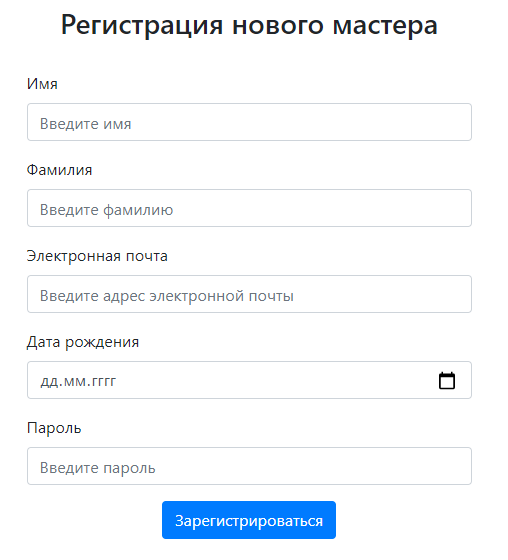 Регистрация нового мастера
Имя
Введите имя
Фамилия
Введите фамилию
Электронная почта
Введите адрес электронной почты
Дата рождения
дд.мм.гггг
Пароль
Введите пароль
Зарегистрироваться